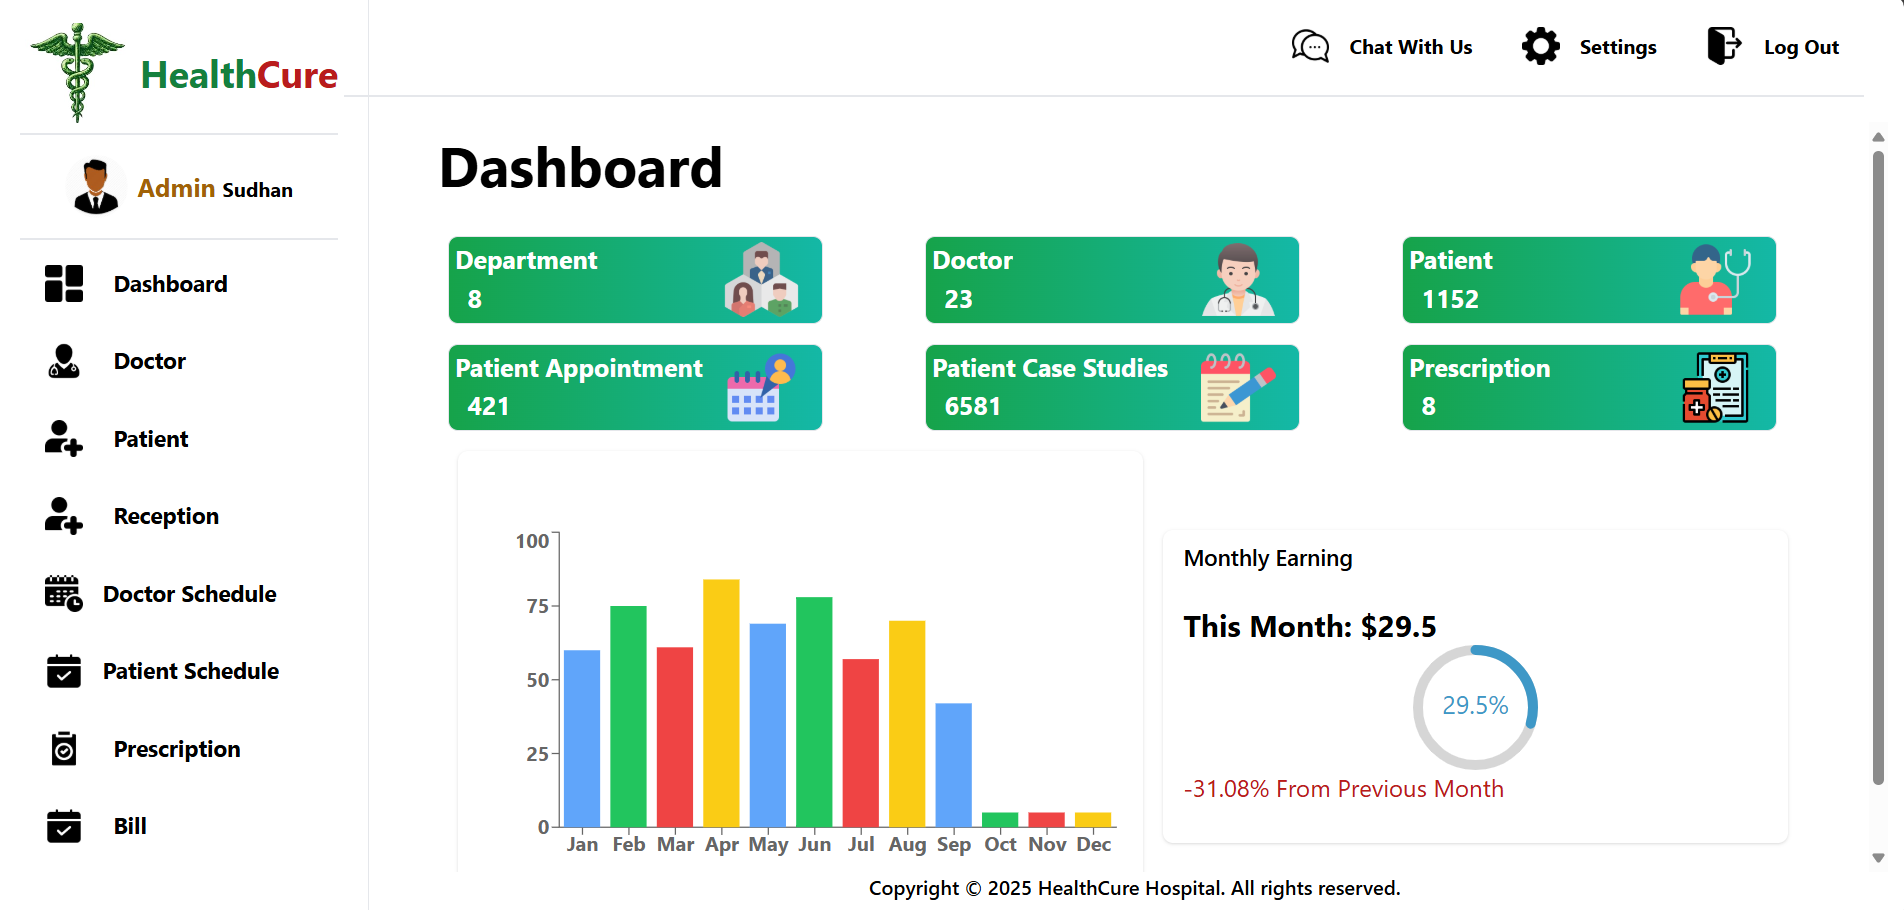 HealthCure
Chat With Us
Settings
Log Out
Admin Sudhan
Dashboard
Doctor
Patient
Reception
Doctor Schedule
Patient Schedule
Prescription
Bill
Dashboard
Department
8
Doctor
23
Patient
1152
Patient Appointment
421
Patient Case Studies
6581
Prescription
8
100
75
50
25
0
Jan Feb Mar Apr May Jun Jul Aug Sep Oct Nov Dec
Monthly Earning
This Month: $29.5
29.5%
-31.08% From Previous Month
Copyright © 2025 HealthCure Hospital. All rights reserved.